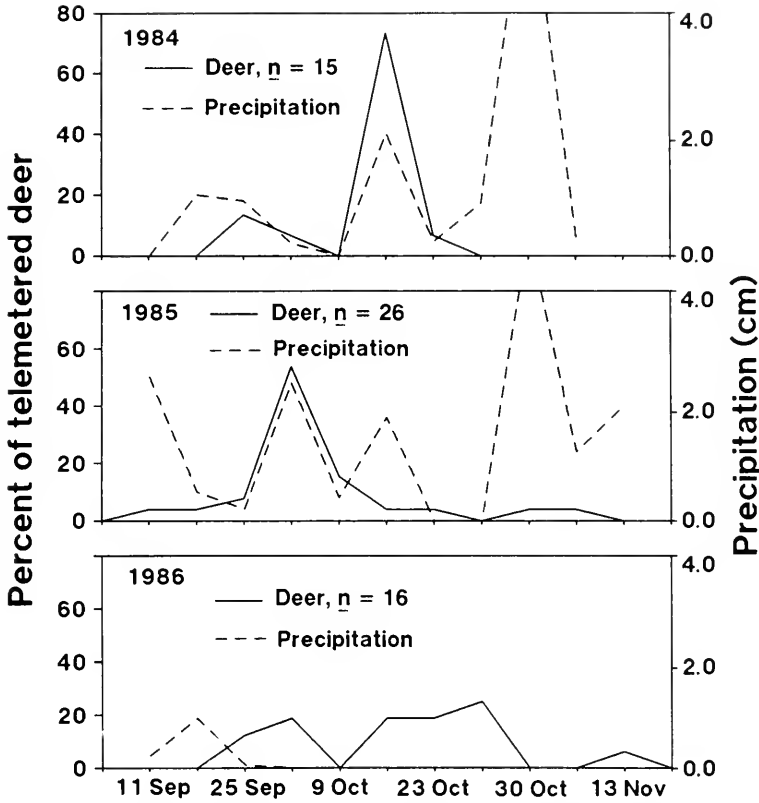 Percent of telemetered deer
Precipitation (cm)
1984
Deer, n = 15
Precipitation
80
60
40
20
0
4.0
2.0
0.0
1985
Deer, n = 26
Precipitation
60
40
20
0
4.0
2.0
0.0
1986
Deer, n = 16
Precipitation
60
40
20
0
4.0
2.0
0.0
11 Sep 25 Sep 9 Oct 23 Oct 30 Oct 13 Nov